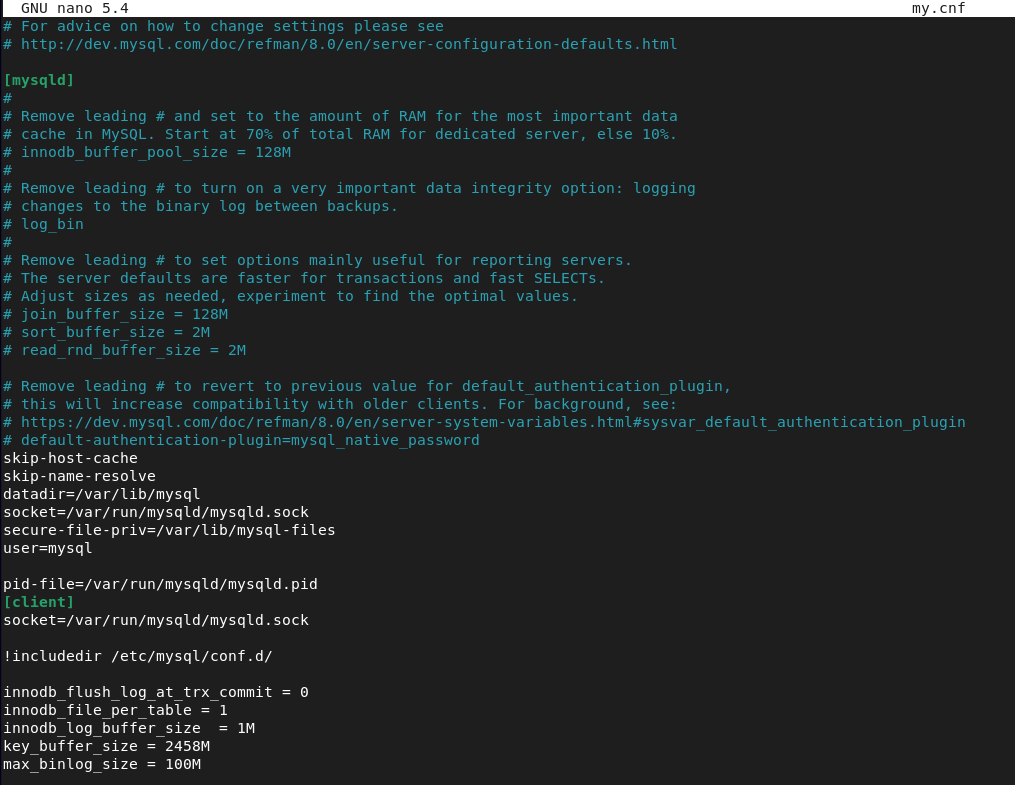 GNU nano 5.4 my.cnf
# For advice on how to change settings please see
# http://dev.mysql.com/doc/refman/8.0/en/server-configuration-defaults.html
[mysqld]
#
# Remove leading # and set to the amount of RAM for the most important data
# cache in MySQL. Start at 70% of total RAM for dedicated server, else 10%.
# innodb_buffer_pool_size = 128M
#
# Remove leading # to turn on a very important data integrity option: logging
# changes to the binary log between backups.
# log_bin
#
# Remove leading # to set options mainly useful for reporting servers.
# The server defaults are faster for transactions and fast SELECTs.
# Adjust sizes as needed, experiment to find the optimal values.
# join_buffer_size = 128M
# sort_buffer_size = 2M
# read_rnd_buffer_size = 2M
# Remove leading # to revert to previous value for default_authentication_plugin,
# this will increase compatibility with older clients. For background, see:
# https://dev.mysql.com/doc/refman/8.0/en/server-system-variables.html#sysvar_default_authentication_plugin
# default-authentication-plugin=mysql_native_password
skip-host-cache
skip-name-resolve
datadir=/var/lib/mysql
socket=/var/run/mysqld/mysqld.sock
secure-file-priv=/var/lib/mysql-files
user=mysql
pid-file=/var/run/mysqld/mysqld.pid
[client]
socket=/var/run/mysqld/mysqld.sock
!includedir /etc/mysql/conf.d/
innodb_flush_log_at_trx_commit = 0
innodb_file_per_table = 1
innodb_log_buffer_size  = 1M
key_buffer_size = 2458M
max_binlog_size = 100M